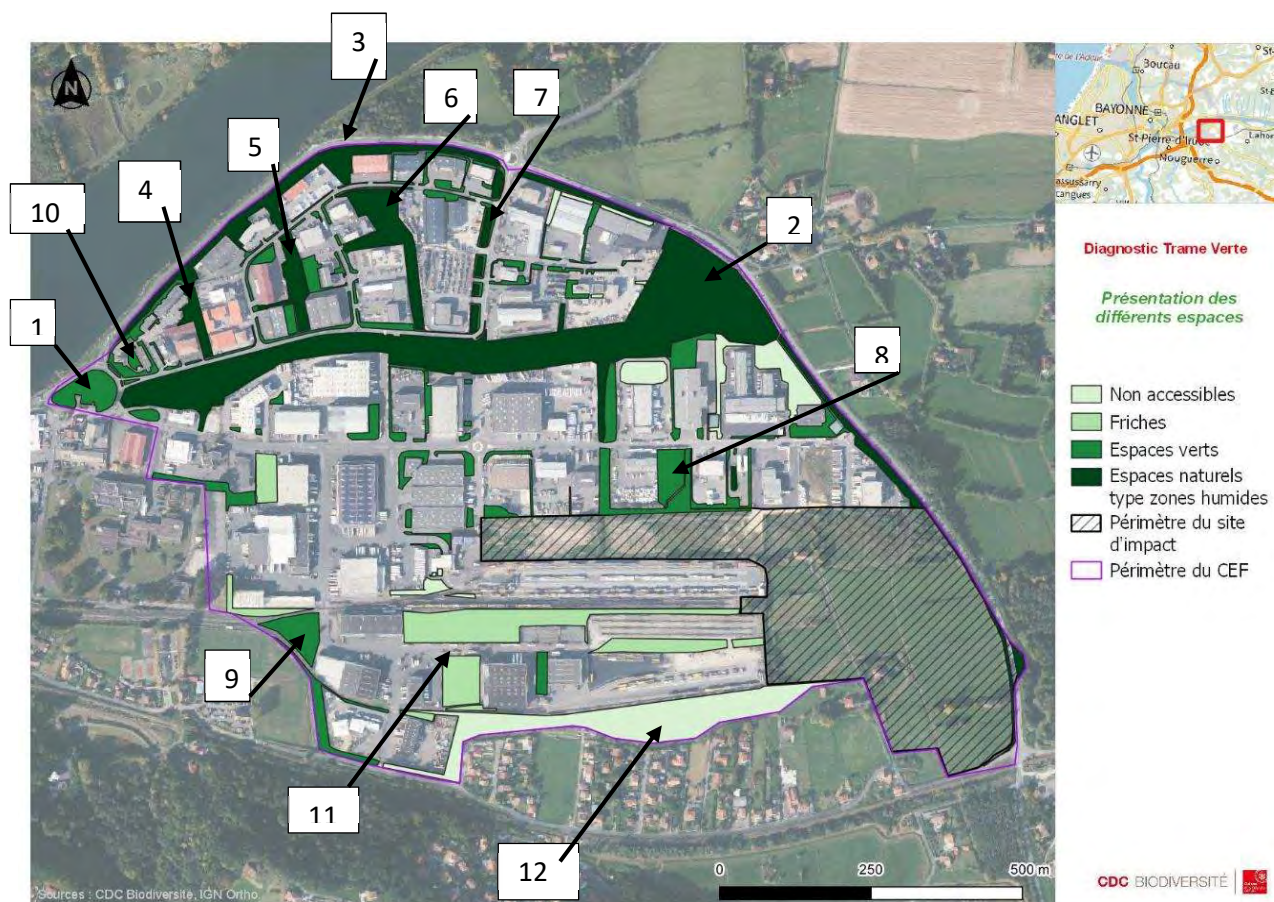 3
6
7
5
4
10
2
1
8
9
11
12
N
0
250
500 m
Sources : CDC Biodiversité, IGN Ortho
Boucau
BAYONNE
ANGLET
St-Pierre-d'Irube
Mouguerre
Diagnostic Trame Verte
Présentation des
différents espaces
Non accessibles
Friches
Espaces verts
Espaces naturels
type zones humides
Périmètre du site
d'impact
Périmètre du CEF
CDC BIODIVERSITÉ